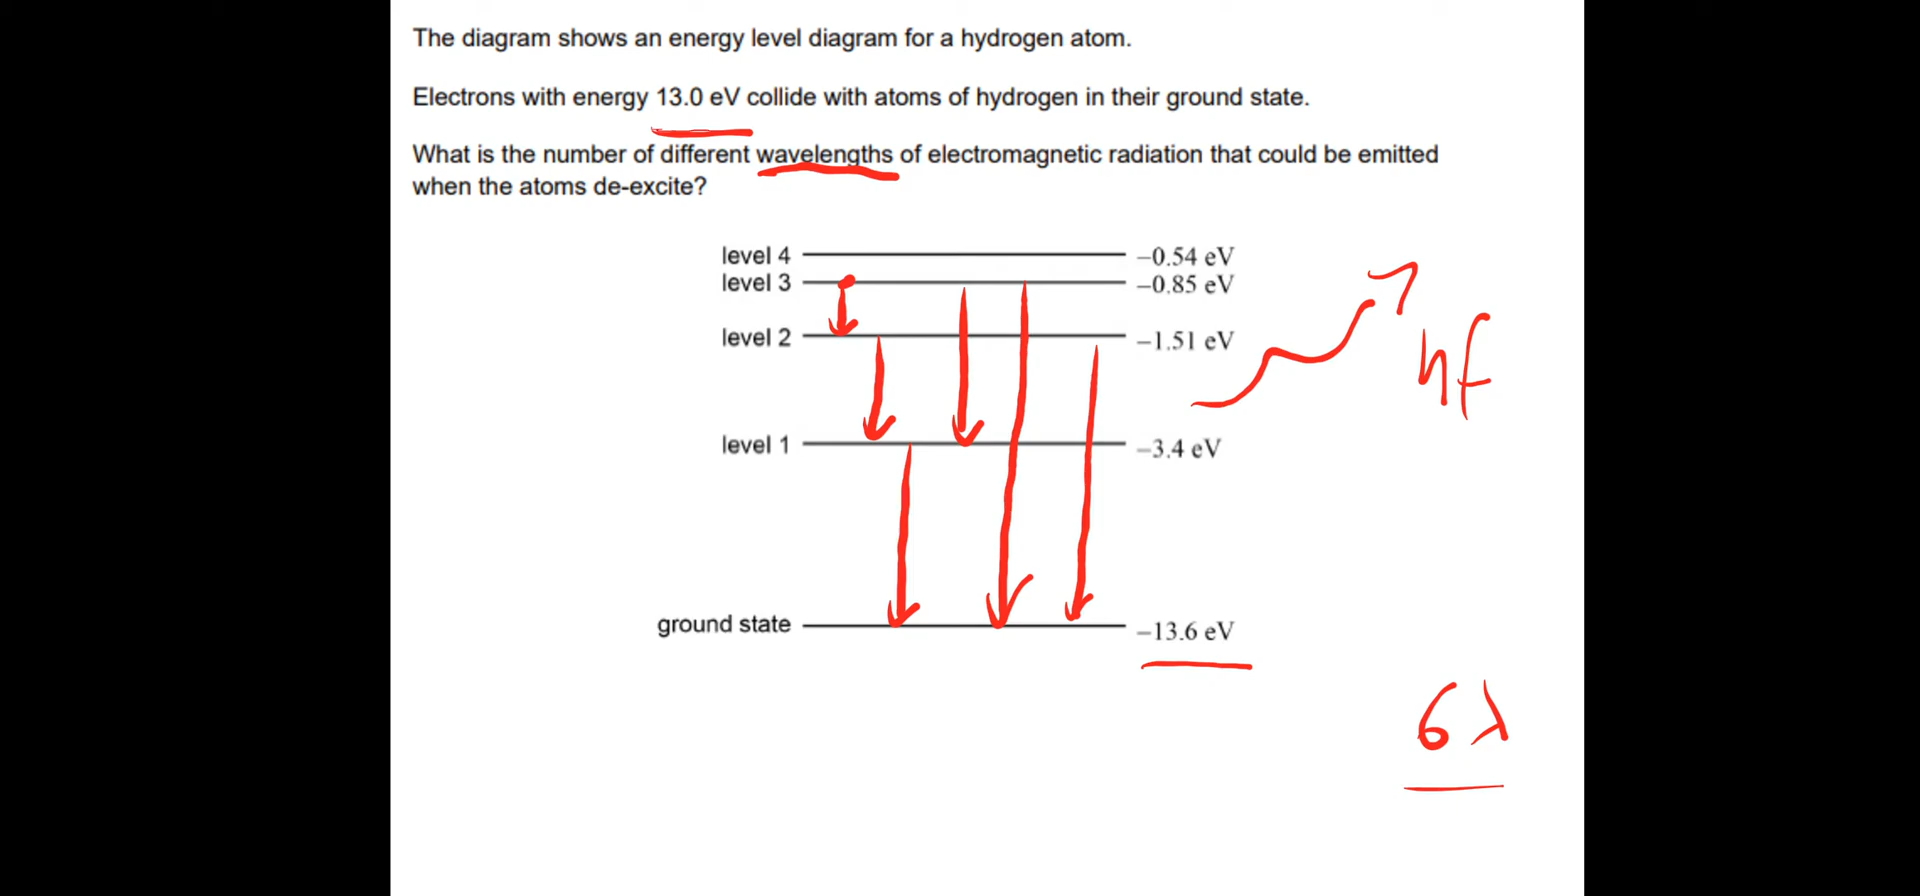 The diagram shows an energy level diagram for a hydrogen atom.
Electrons with energy 13.0 eV collide with atoms of hydrogen in their ground state.
What is the number of different wavelengths of electromagnetic radiation that could be emitted
when the atoms de-excite?
level 4 −0.54 eV
level 3 −0.85 eV
level 2 −1.51 eV
hf
level 1 −3.4 eV
ground state −13.6 eV
6 λ